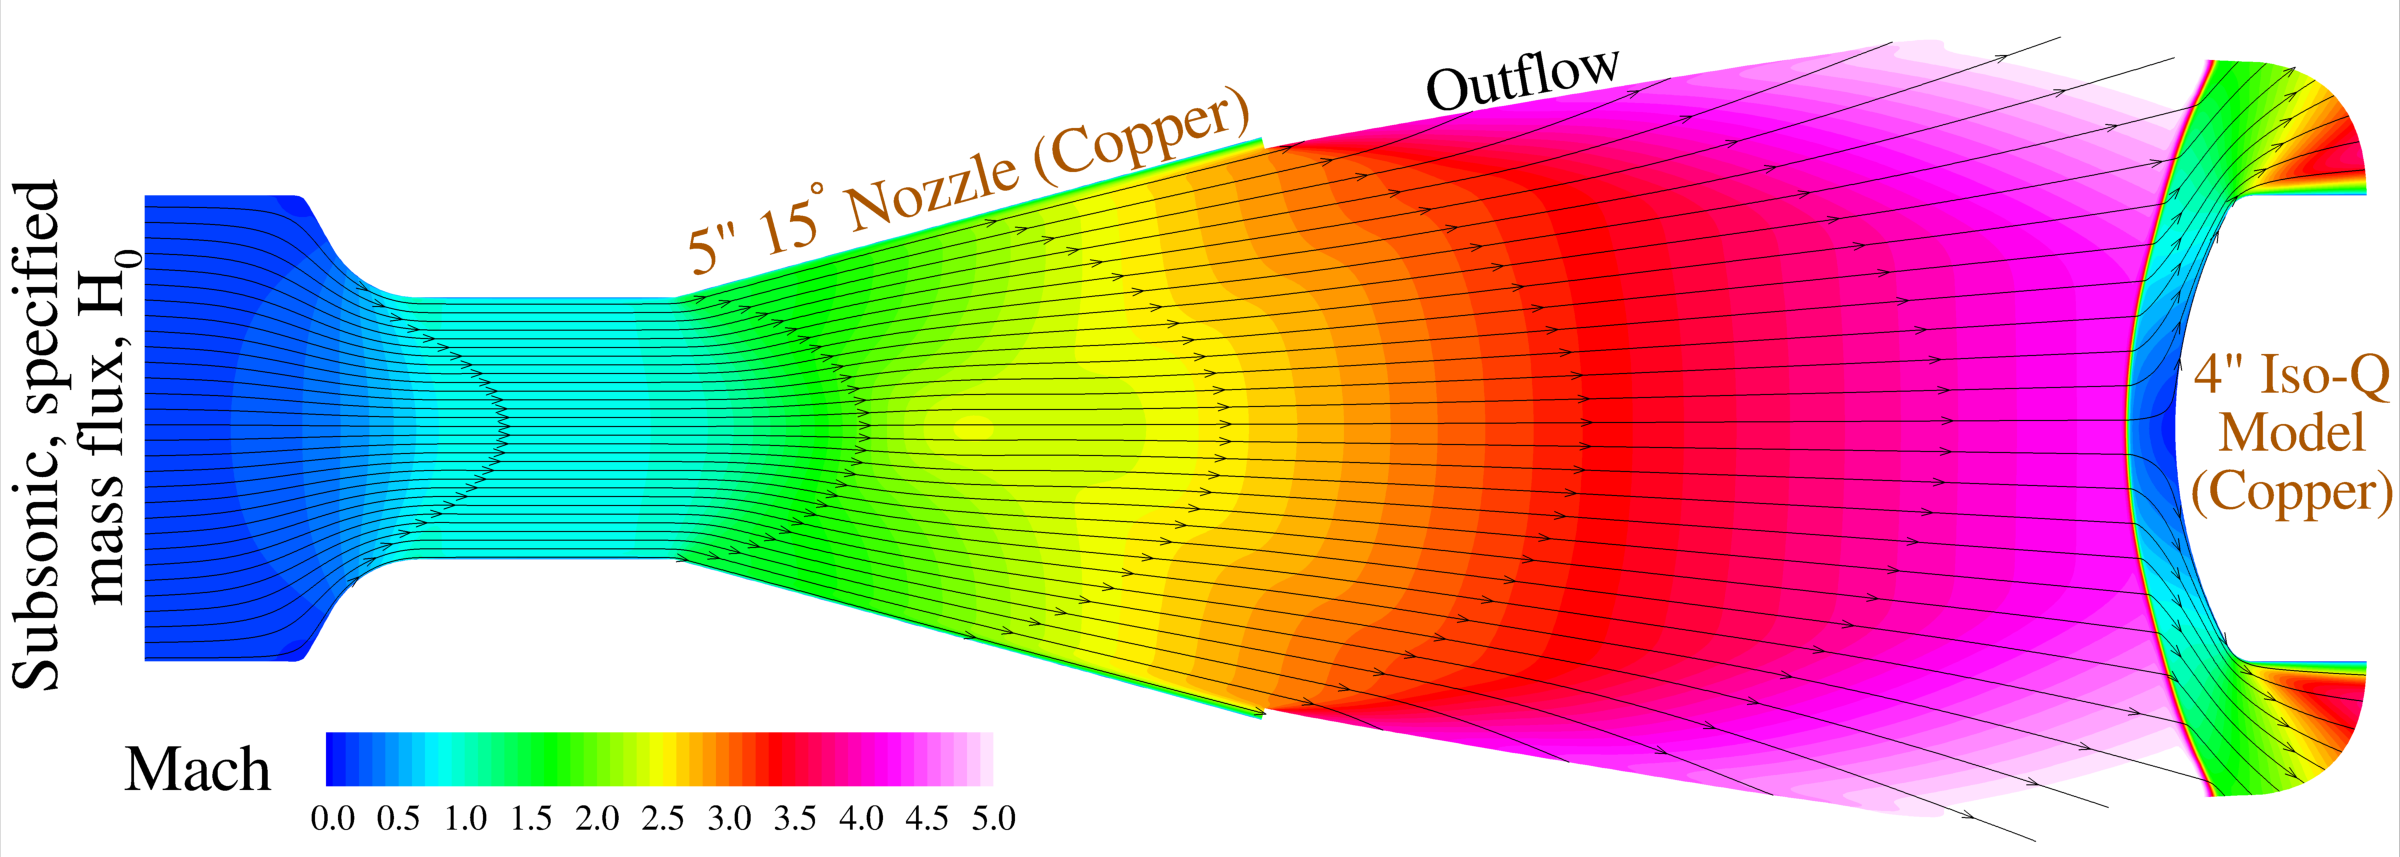 Subsonic, specified
mass flux, H0
5" 15° Nozzle (Copper)
Outflow
4" Iso-Q
Model
(Copper)
Mach
0.0 0.5 1.0 1.5 2.0 2.5 3.0 3.5 4.0 4.5 5.0